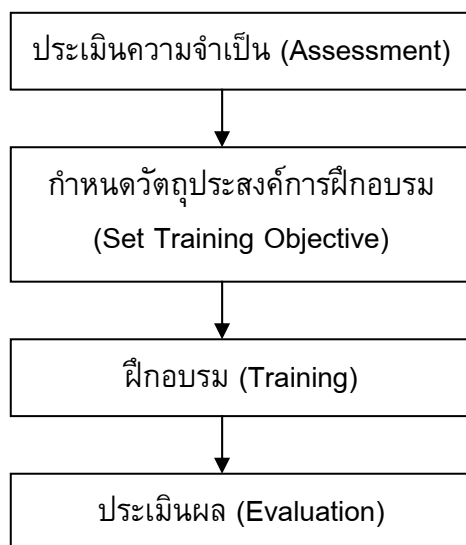 ประเมินความจำเป็น (Assessment)
กำหนดวัตถุประสงค์การฝึกอบรม
(Set Training Objective)
ฝึกอบรม (Training)
ประเมินผล (Evaluation)